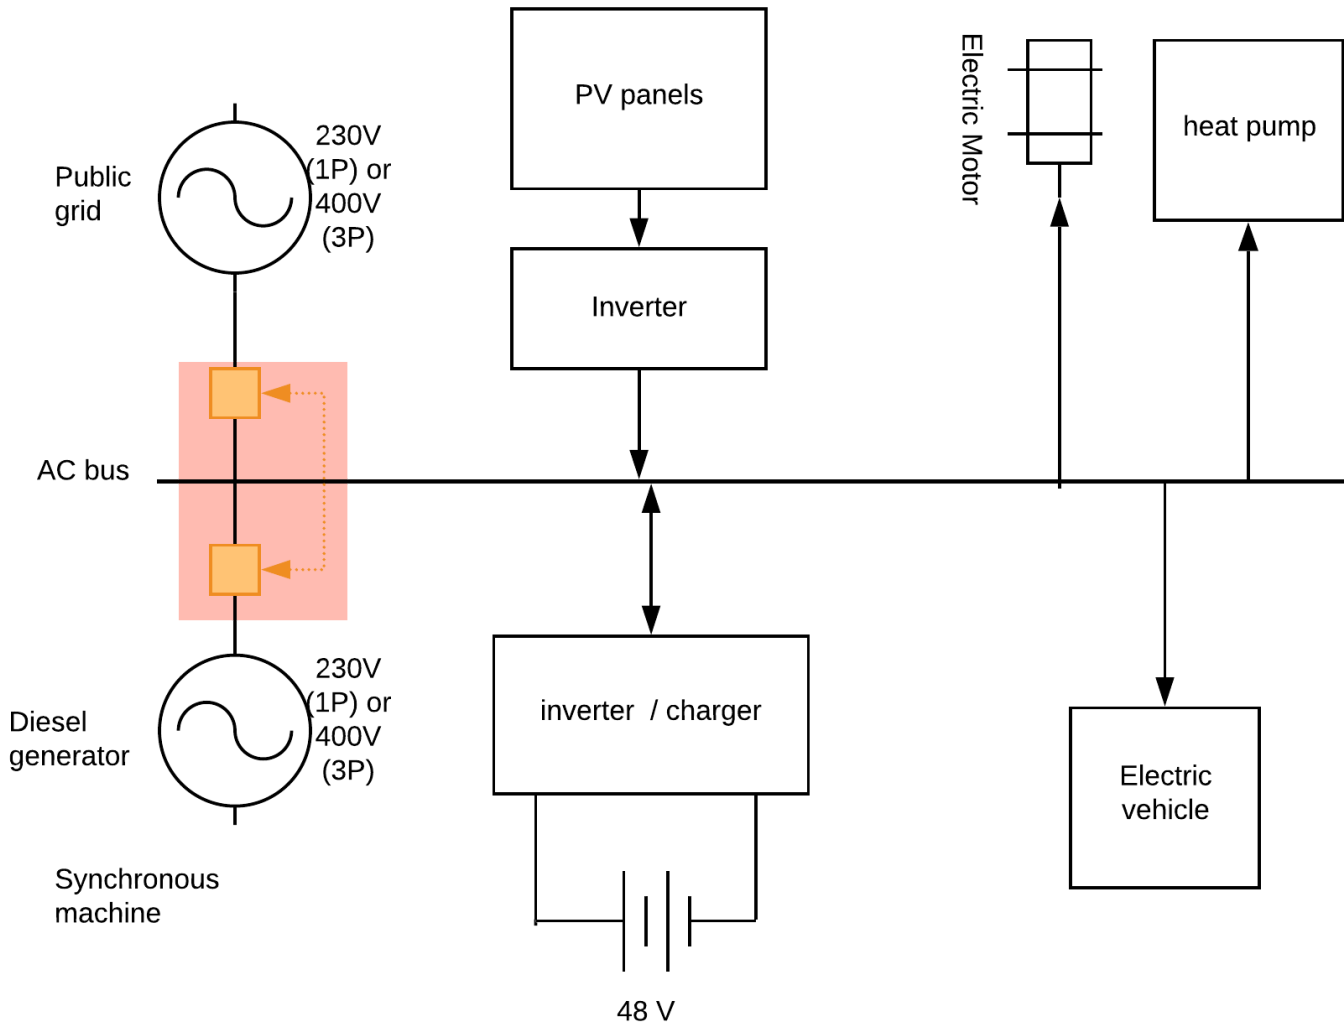 PV panels
Electric Motor
heat pump
230V
(1P) or
400V
(3P)
Public
grid
Inverter
AC bus
230V
(1P) or
400V
(3P)
Diesel
generator
inverter / charger
Electric
vehicle
Synchronous
machine
48 V